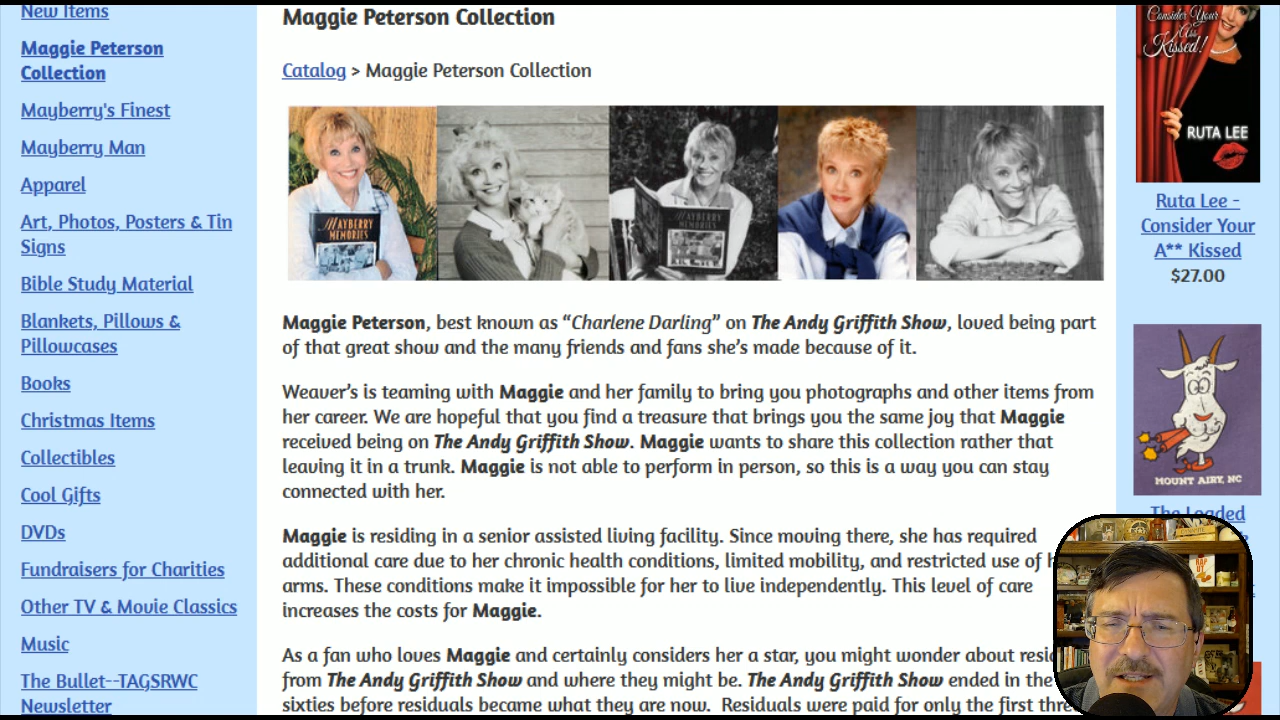 New Items
Maggie Peterson
Collection
Mayberry's Finest
Mayberry Man
Apparel
Art, Photos, Posters & Tin
Signs
Bible Study Material
Blankets, Pillows &
Pillowcases
Books
Christmas Items
Collectibles
Cool Gifts
DVDs
Fundraisers for Charities
Other TV & Movie Classics
Music
The Bullet--TAGSRWC
Newsletter
Maggie Peterson Collection
Catalog > Maggie Peterson Collection
MAYBERRY
MEMORIES
MAYBERRY
MEMORIES
Maggie Peterson, best known as “Charlene Darling” on The Andy Griffith Show, loved being part
of that great show and the many friends and fans she’s made because of it.
Weaver’s is teaming with Maggie and her family to bring you photographs and other items from
her career. We are hopeful that you find a treasure that brings you the same joy that Maggie
received being on The Andy Griffith Show. Maggie wants to share this collection rather that
leaving it in a trunk. Maggie is not able to perform in person, so this is a way you can stay
connected with her.
Maggie is residing in a senior assisted living facility. Since moving there, she has required
additional care due to her chronic health conditions, limited mobility, and restricted use of
arms. These conditions make it impossible for her to live independently. This level of care
increases the costs for Maggie.
As a fan who loves Maggie and certainly considers her a star, you might wonder about
from The Andy Griffith Show and where they might be. The Andy Griffith Show ended in the
sixties before residuals became what they are now. Residuals were paid for only the first
Consider Your
Ass
Kissed!
RUTA LEE
Ruta Lee -
Consider Your
A** Kissed
$27.00
MOUNT AIRY, NC
The Loaded